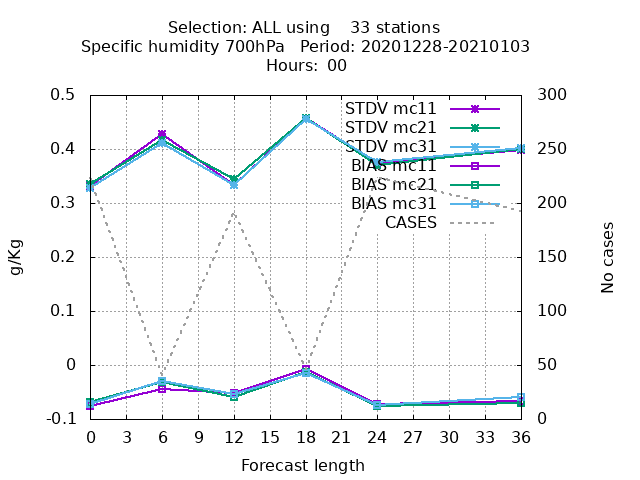 Selection: ALL using    33 stations
Specific humidity 700hPa   Period: 20201228-20210103
Hours: 00
0.5
0.4
0.3
0.2
0.1
0
-0.1
g/Kg
STDV mc11
STDV mc21
STDV mc31
BIAS mc11
BIAS mc21
BIAS mc31
CASES
300
250
200
150
100
50
0
No cases
0 3 6 9 12 15 18 21 24 27 30 33 36
Forecast length